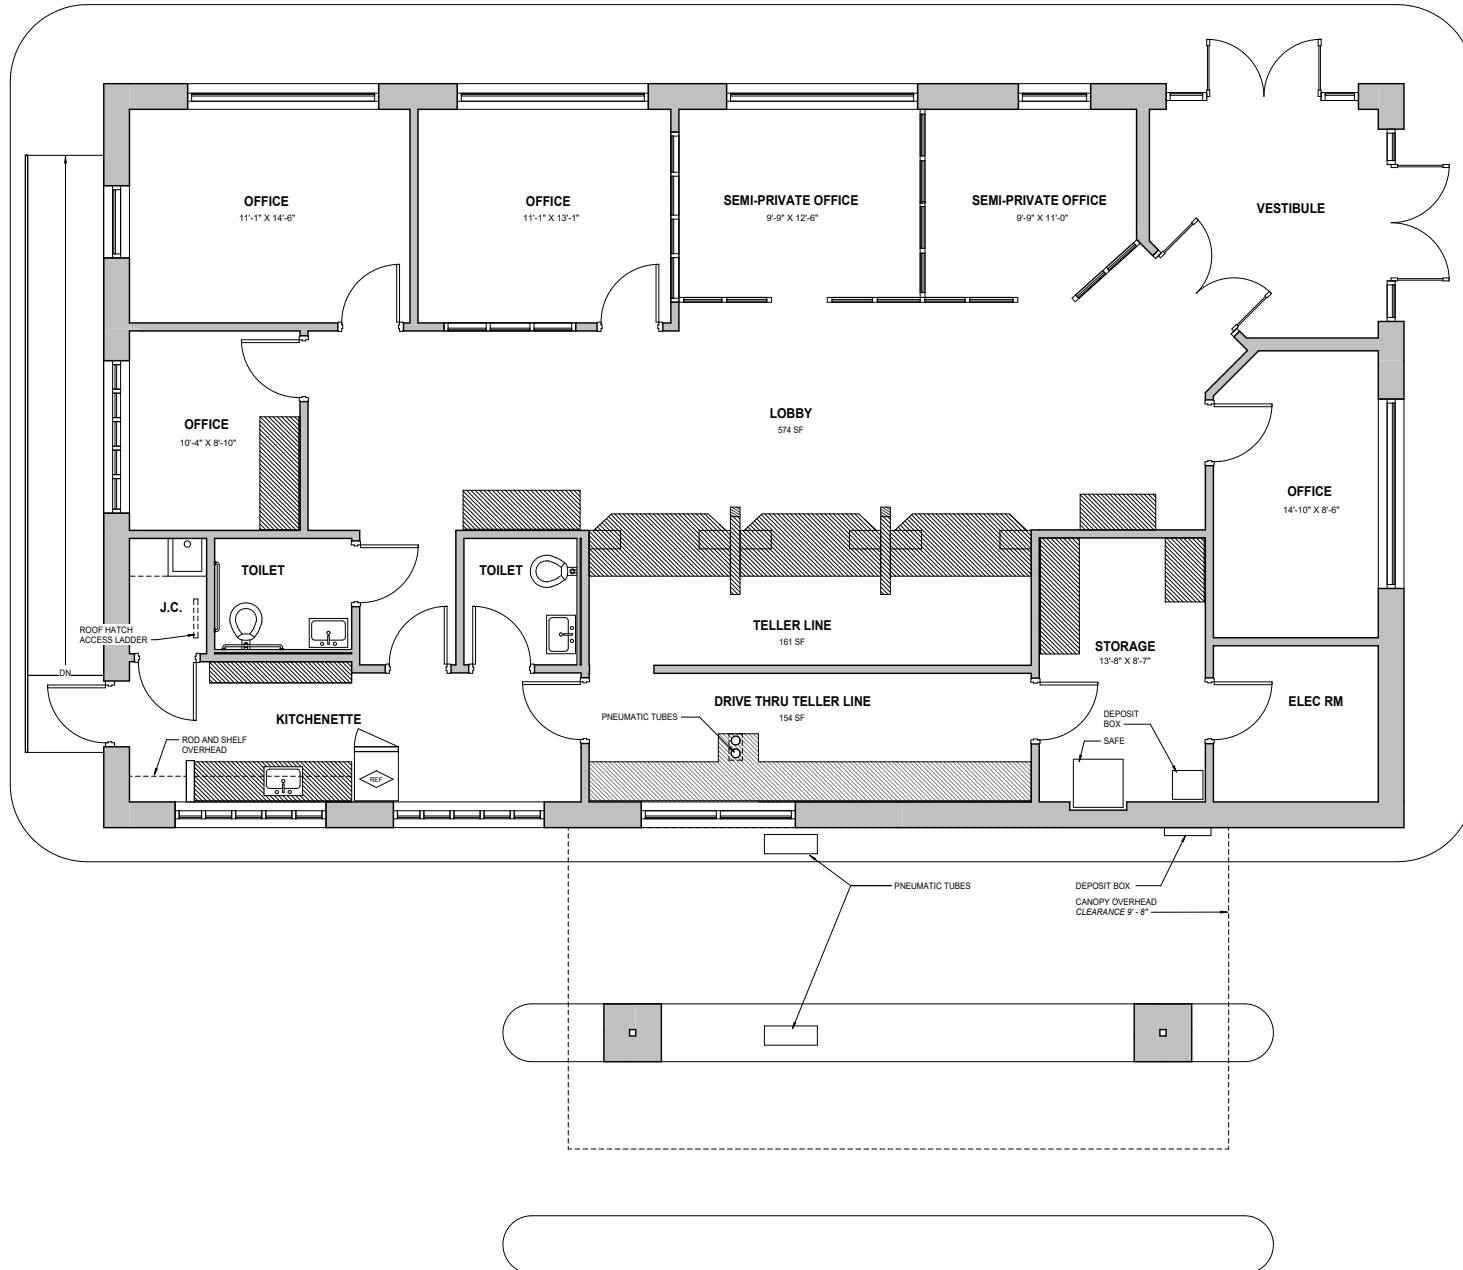 OFFICE
11'-1" X 14'-6"
OFFICE
11'-1" X 13'-1"
SEMI-PRIVATE OFFICE
9'-9" X 12'-6"
SEMI-PRIVATE OFFICE
9'-9" X 11'-0"
VESTIBULE
OFFICE
10'-4" X 8'-10"
LOBBY
574 SF
OFFICE
14'-10" X 8'-6"
TOILET
TOILET
J.C.
ROOF HATCH
ACCESS LADDER
TELLER LINE
161 SF
STORAGE
13'-8" X 8'-7"
DN
KITCHENETTE
ROD AND SHELF
OVERHEAD
REF
DRIVE THRU TELLER LINE
154 SF
PNEUMATIC TUBES
DEPOSIT
BOX
SAFE
ELEC RM
PNEUMATIC TUBES
DEPOSIT BOX
CANOPY OVERHEAD
CLEARANCE 9' - 8"